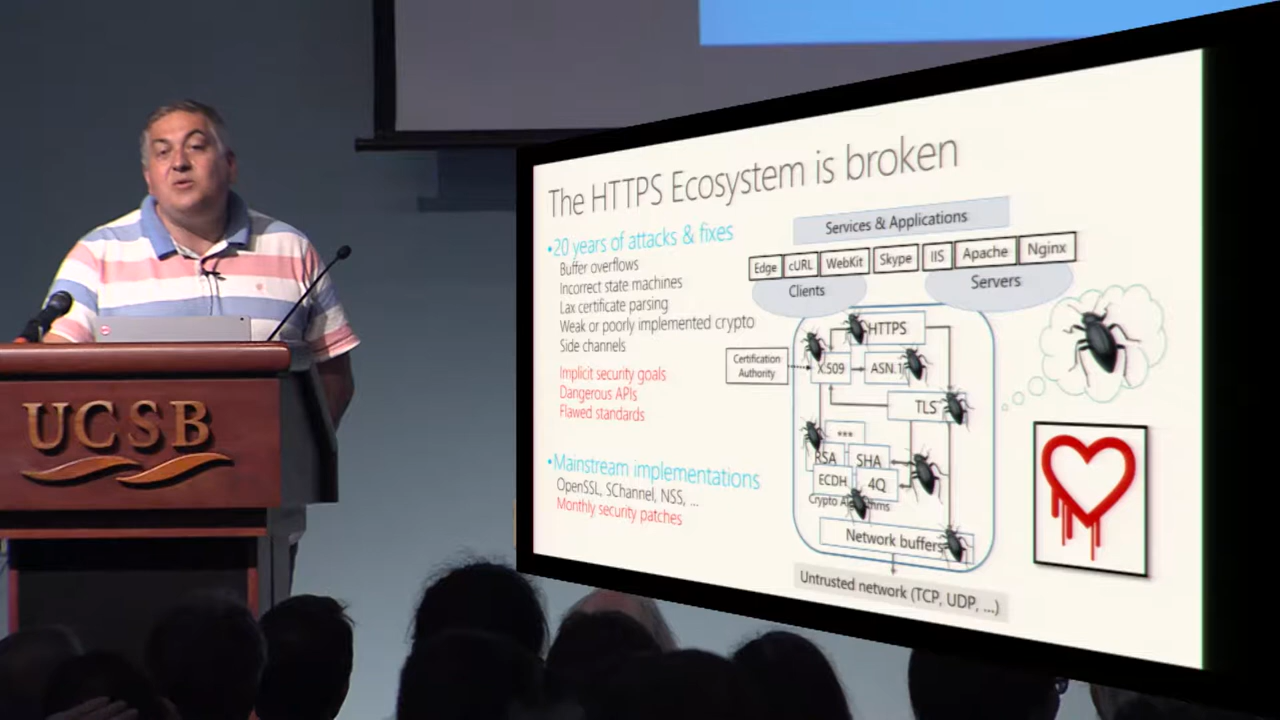 The HTTPS Ecosystem is broken
•20 years of attacks & fixes
Buffer overflows
Incorrect state machines
Lax certificate parsing
Weak or poorly implemented crypto
Side channels
Implicit security goals
Dangerous APIs
Flawed standards
•Mainstream implementations
OpenSSL, SChannel, NSS, ...
Monthly security patches
Services & Applications
Edge cURL WebKit Skype IIS Apache Nginx
Clients Servers
HTTPS
Certification
Authority
X.509 ASN.1
TLS
***
RSA SHA
ECDH 4Q
Network buffers
Untrusted network (TCP, UDP, ...)
UCSB